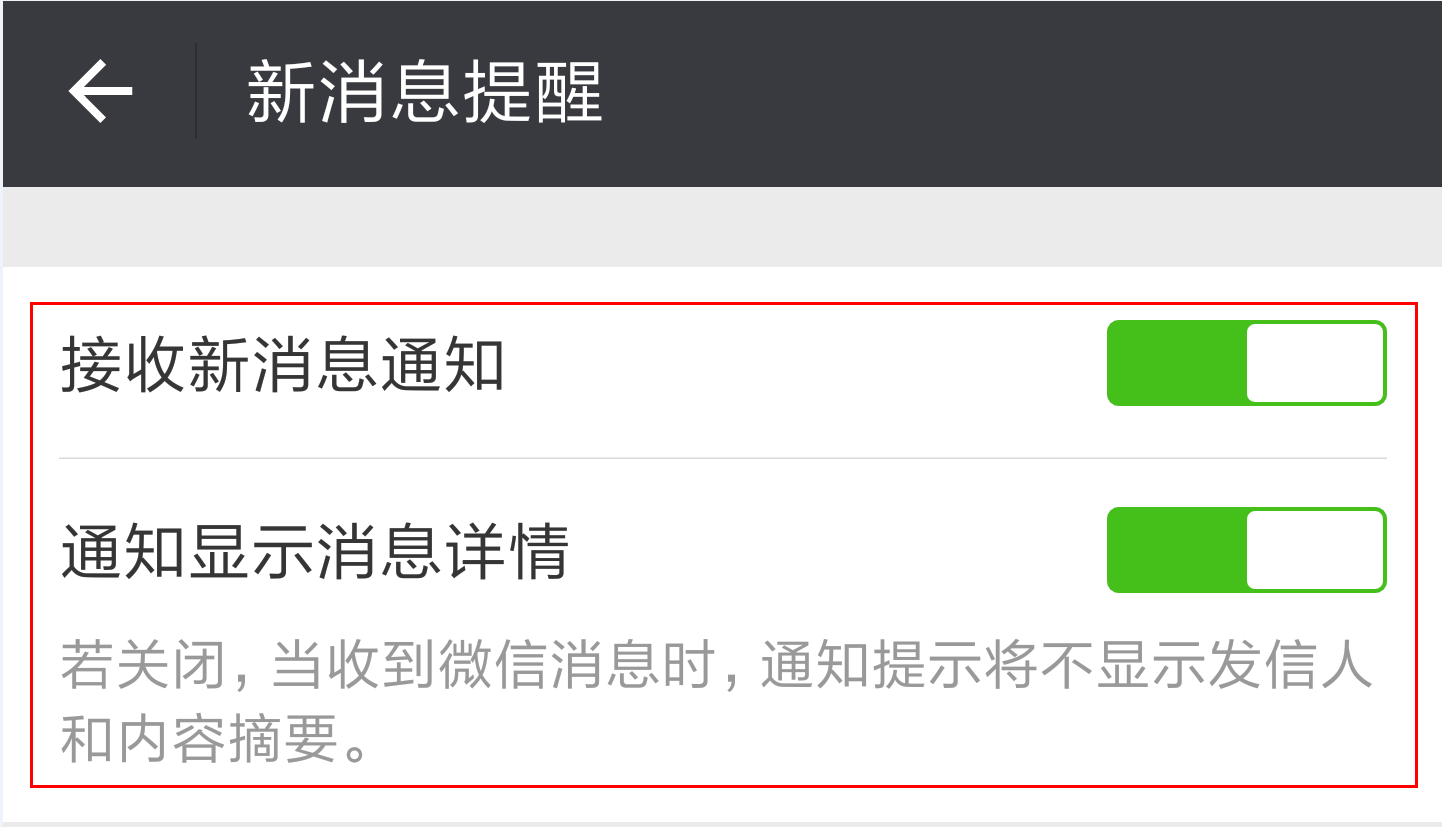 新消息提醒
接收新消息通知
通知显示消息详情
若关闭，当收到微信消息时，通知提示将不显示发信人
和内容摘要。